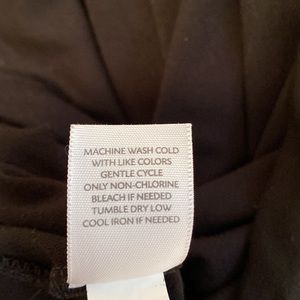 MACHINE WASH COLD
WITH LIKE COLORS
GENTLE CYCLE
ONLY NON-CHLORINE
BLEACH IF NEEDED
TUMBLE DRY LOW
COOL IRON IF NEEDED